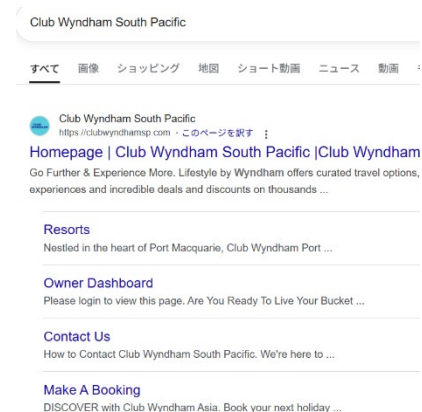 Club Wyndham South Pacific
すべて 画像 ショッピング 地図 ショート動画 ニュース 動画
Club Wyndham South Pacific
https://clubwyndhamsp.com · このページを訳す
Homepage | Club Wyndham South Pacific |Club Wyndham
Go Further & Experience More. Lifestyle by Wyndham offers curated travel options,
experiences and incredible deals and discounts on thousands ...
Resorts
Nestled in the heart of Port Macquarie, Club Wyndham Port ...
Owner Dashboard
Please login to view this page. Are You Ready To Live Your Bucket ...
Contact Us
How to Contact Club Wyndham South Pacific. We're here to ...
Make A Booking
DISCOVER with Club Wyndham Asia. Book your next holiday ...